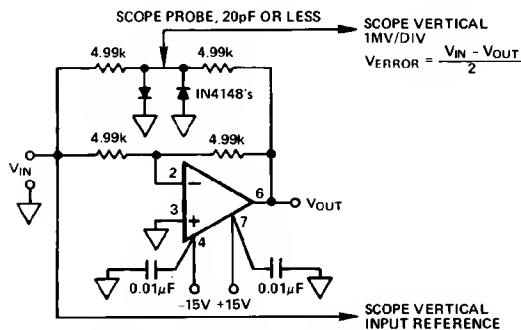 SCOPE PROBE, 20pF OR LESS
SCOPE VERTICAL
1MV/DIV
VERROR = VIN - VOUT
2
4.99k
4.99k
IN4148's
4.99k
4.99k
VIN
2
3
6
4
7
VOUT
0.01µF
-15V +15V
0.01µF
SCOPE VERTICAL
INPUT REFERENCE